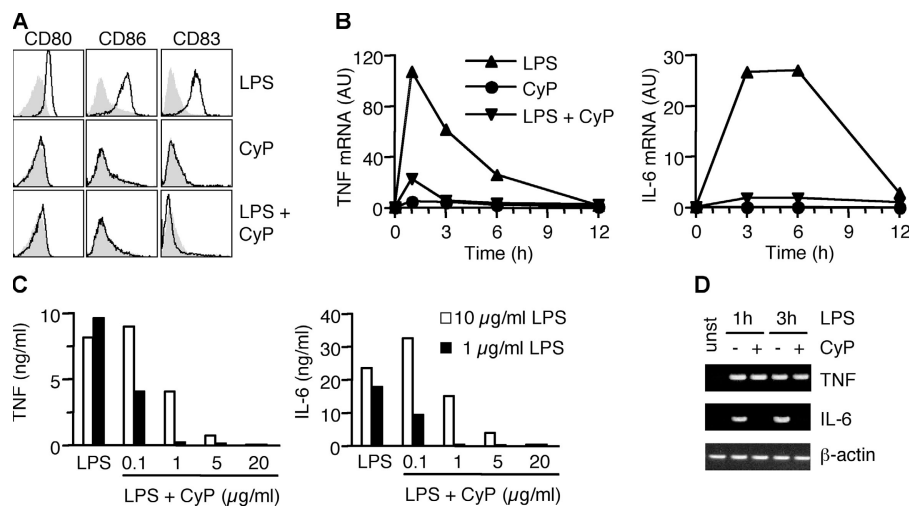 A
CD80 CD86 CD83
LPS
CyP
LPS +
CyP
B
TNF mRNA (AU)
120
80
40
0
0 3 6 9 12
Time (h)
LPS
CyP
LPS + CyP
IL-6 mRNA (AU)
30
20
10
0
0 3 6 9 12
Time (h)
C
TNF (ng/ml)
10
5
0
LPS 0.1 1 5 20
LPS + CyP (µg/ml)
IL-6 (ng/ml)
40
30
20
10
0
LPS 0.1 1 5 20
LPS + CyP (µg/ml)
10 µg/ml LPS
1 µg/ml LPS
D
unst 1h 3h LPS
- + - + CyP
TNF
IL-6
β-actin